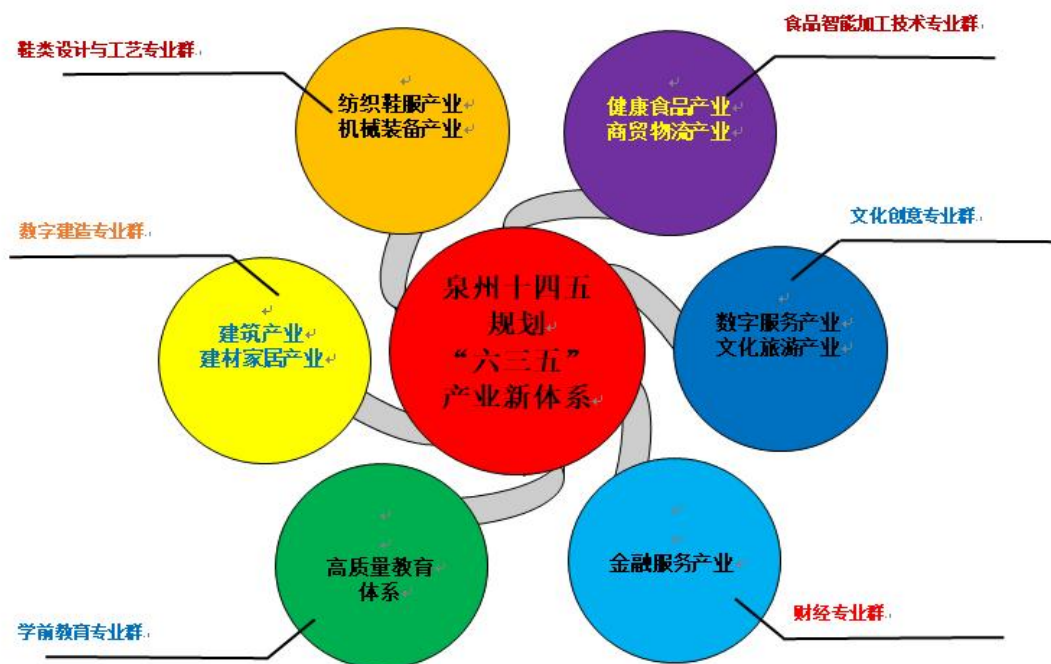 鞋类设计与工艺专业群
食品智能加工技术专业群
纺织鞋服产业
机械装备产业
健康食品产业
商贸物流产业
数字建造专业群
文化创意专业群
建筑产业
建材家居产业
泉州十四五
规划
“六三五”
产业新体系
数字服务产业
文化旅游产业
高质量教育
体系
金融服务产业
学前教育专业群
财经专业群